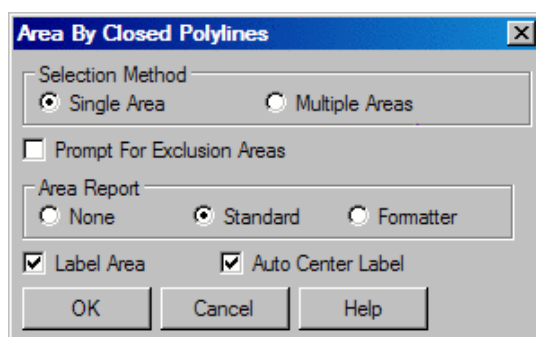 Area By Closed Polylines
Selection Method
Single Area Multiple Areas
Prompt For Exclusion Areas
Area Report
None Standard Formatter
Label Area Auto Center Label
OK Cancel Help